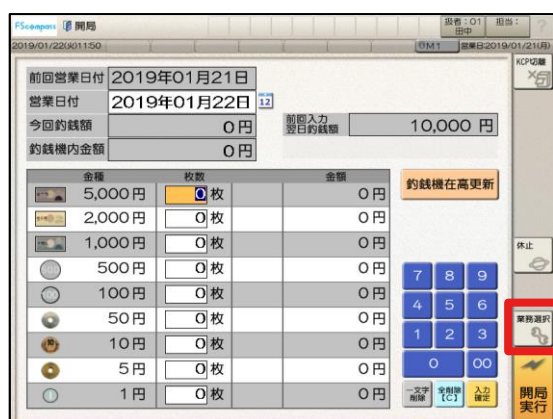 FScompass 開局
扱者:01 担当:
田中
2019/01/22(火)11:50
OM1 営業日:2019/01/21(月)
KCP切離
前回営業日付 2019年01月21日
営業日付 2019年01月22日 12
今回釣銭額 0円
前回入力
翌日釣銭額 10,000 円
釣銭機内金額 0円
金種 枚数 金額
釣銭機在高更新
5,000円 0枚 0円
2,000円 0枚 0円
1,000円 0枚 0円
500円 0枚 0円
100円 0枚 0円
50円 0枚 0円
10円 0枚 0円
5円 0枚 0円
1円 0枚 0円
7 8 9
4 5 6
1 2 3
0 00
一文字
削除
全削除
【C】
入力
確定
休止
業務選択
開局
実行